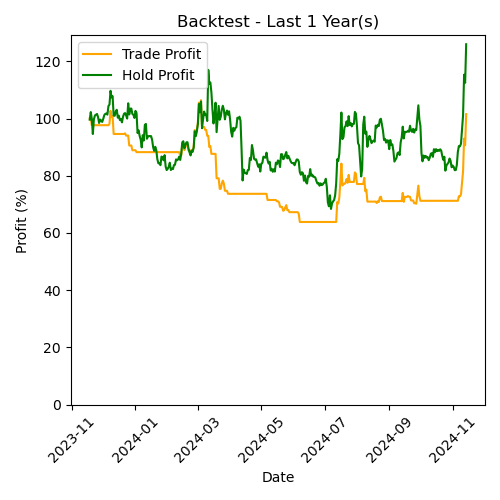 Backtest - Last 1 Year(s)
Trade Profit
Hold Profit
Profit (%)
120
100
80
60
40
20
0
2023-11
2024-01
2024-03
2024-05
2024-07
2024-09
2024-11
Date